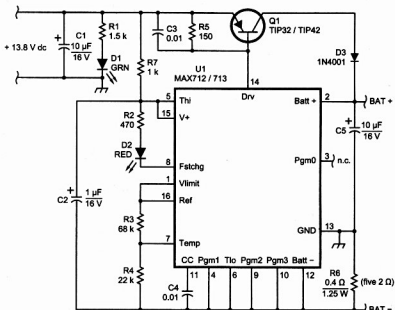 + 13.8 V dc
C1
10 µF
16 V
R1
1.5 k
D1
GRN
C3
0.01
R5
150
Q1
TIP32 / TIP42
R7
1 k
U1
MAX712 / 713
D3
1N4001
14
Drv
5
Thi
15
V+
Batt +
2
BAT +
R2
470
C5
10 µF
16 V
D2
RED
8
Fstchg
Pgm0
3
n.c.
1
Vlimit
16
Ref
C2
1 µF
16 V
R3
68 k
GND
13
7
Temp
R4
22 k
CC
Pgm1
Tlo
Pgm2
Pgm3
Batt −
11
4
6
9
10
12
C4
0.01
R6
0.4 Ω
1.25 W
(five 2 Ω)
BAT −